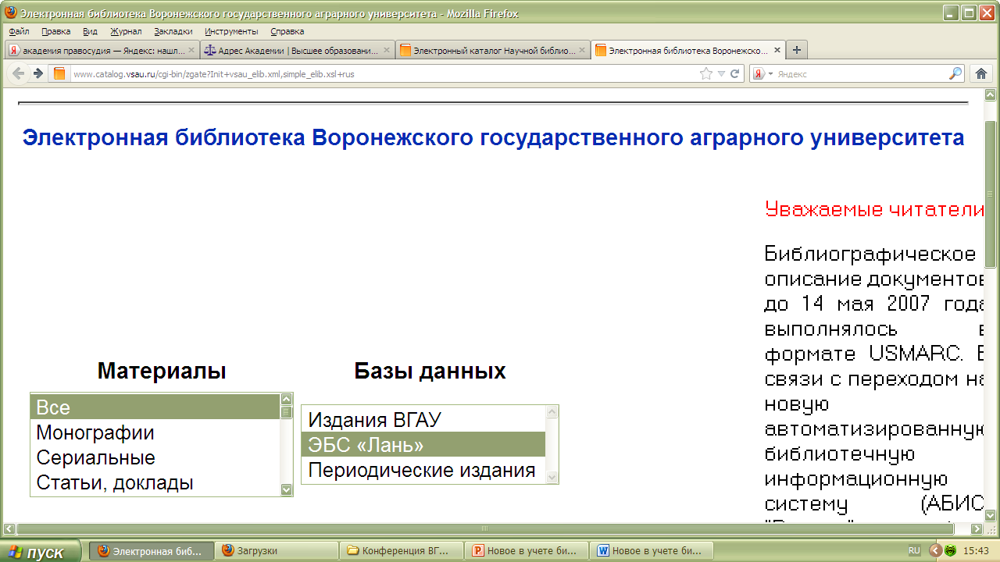 Электронная библиотека Воронежского государственного аграрного университета - Mozilla Firefox
Файл Правка Вид Журнал Закладки Инструменты Справка
академия правосудия — Яндекс: нашл...
Адрес Академии | Высшее образовани...
Электронный каталог Научной библио...
Электронная библиотека Воронежско...
www.catalog.vsau.ru/cgi-bin/zgate?Init+vsau_elib.xml,simple_elib.xsl+rus
Яндекс
Электронная библиотека Воронежского государственного аграрного университета
Уважаемые читатели
Библиографическое
описание документов
до 14 мая 2007 года
выполнялось в
формате USMARC. В
связи с переходом на
новую
автоматизированную
библиотечную
информационную
систему (АБИС
Материалы
Все
Монографии
Сериальные
Статьи, доклады
Базы данных
Издания ВГАУ
ЭБС «Лань»
Периодические издания
пуск
Электронная биб...
Загрузки
Конференция ВГ...
Новое в учете би...
Новое в учете би...
RU
15:43